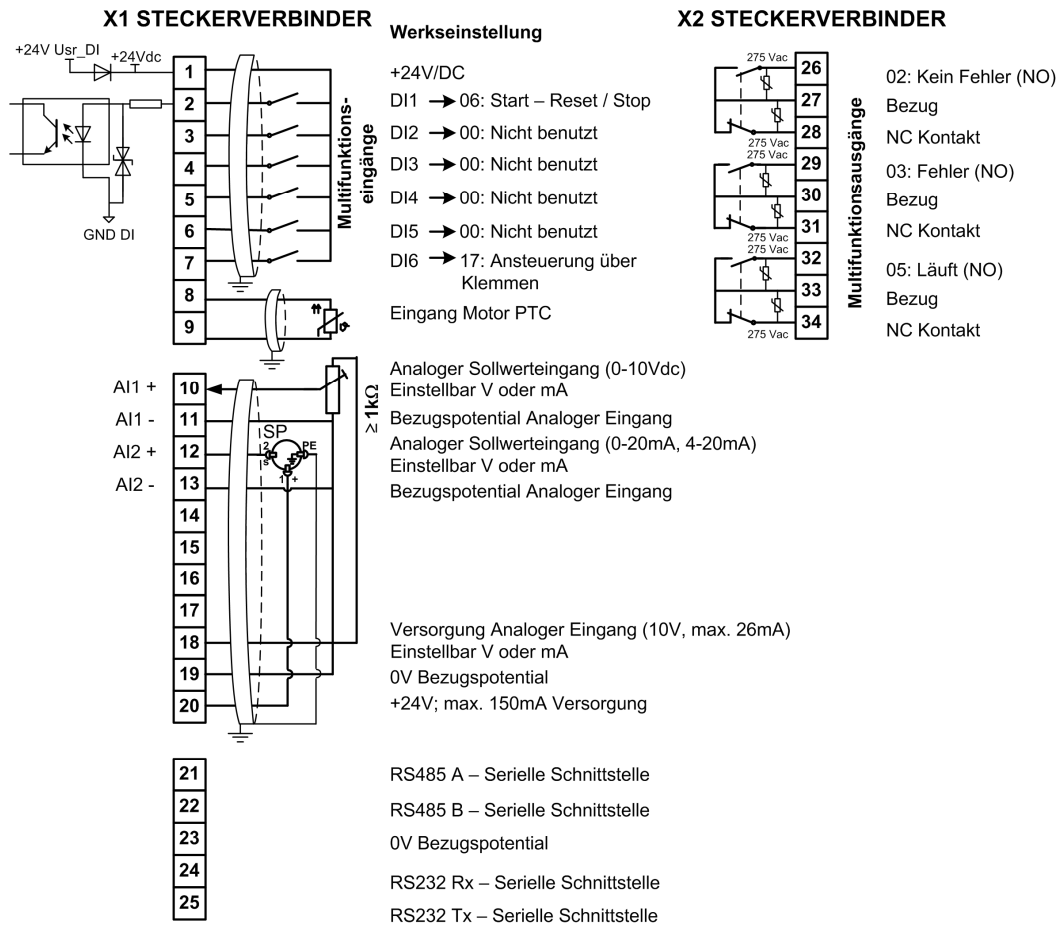 X1 STECKERVERBINDER
Werkseinstellung
+24V Usr_DI
+24Vdc
GND DI
1
2
3
4
5
6
7
8
9
Multifunktions-
eingänge
+24V/DC
DI1 → 06: Start – Reset / Stop
DI2 → 00: Nicht benutzt
DI3 → 00: Nicht benutzt
DI4 → 00: Nicht benutzt
DI5 → 00: Nicht benutzt
DI6 → 17: Ansteuerung über
Klemmen
Eingang Motor PTC
AI1 +
AI1 -
AI2 +
AI2 -
10
11
12
13
14
15
16
17
18
19
20
SP
2
s
PE
1
+
≥ 1kΩ
Analoger Sollwerteingang (0-10Vdc)
Einstellbar V oder mA
Bezugspotential Analoger Eingang
Analoger Sollwerteingang (0-20mA, 4-20mA)
Einstellbar V oder mA
Bezugspotential Analoger Eingang
Versorgung Analoger Eingang (10V, max. 26mA)
Einstellbar V oder mA
0V Bezugspotential
+24V; max. 150mA Versorgung
21
22
23
24
25
RS485 A – Serielle Schnittstelle
RS485 B – Serielle Schnittstelle
0V Bezugspotential
RS232 Rx – Serielle Schnittstelle
RS232 Tx – Serielle Schnittstelle
X2 STECKERVERBINDER
275 Vac
275 Vac
275 Vac
275 Vac
275 Vac
275 Vac
26
27
28
29
30
31
32
33
34
Multifunktionsausgänge
02: Kein Fehler (NO)
Bezug
NC Kontakt
03: Fehler (NO)
Bezug
NC Kontakt
05: Läuft (NO)
Bezug
NC Kontakt